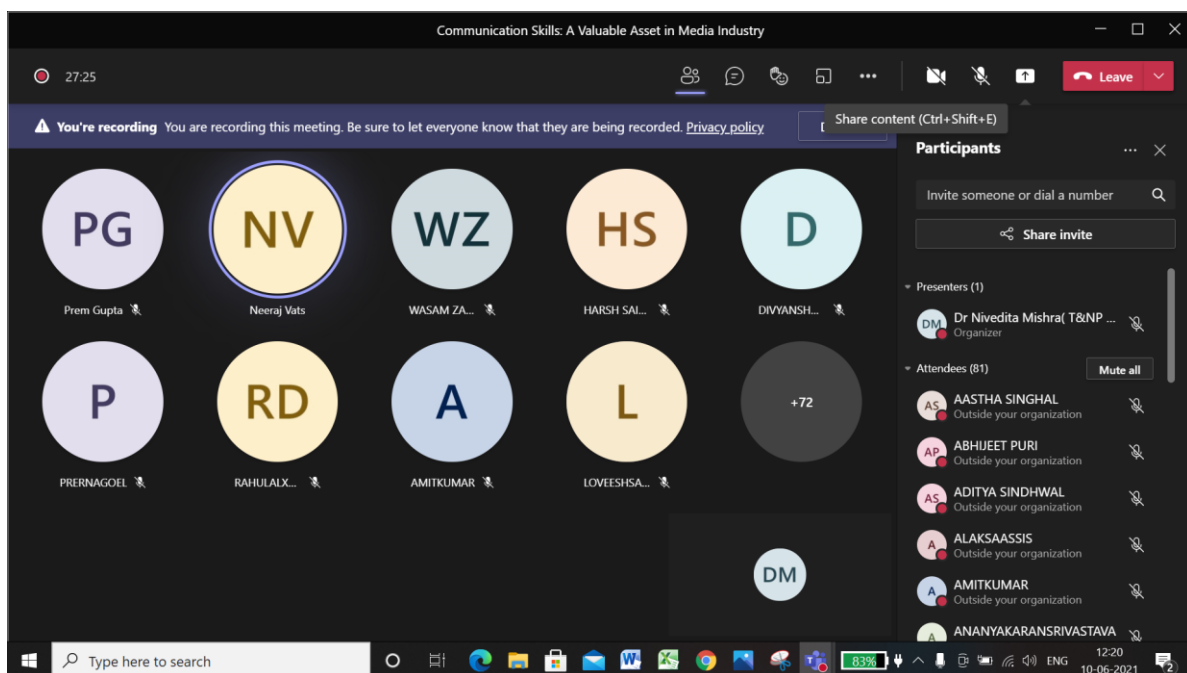 Communication Skills: A Valuable Asset in Media Industry
27:25
Leave
You're recording You are recording this meeting. Be sure to let everyone know that they are being recorded. Privacy policy
D
Share content (Ctrl+Shift+E)
Participants
Invite someone or dial a number
Share invite
PG
NV
WZ
HS
D
Prem Gupta
Neeraj Vats
WASAM ZA...
HARSH SAI...
DIVYANSH...
P
RD
A
L
+72
PRERNAGOEL
RAHULALX...
AMITKUMAR
LOVEESHSA...
DM
Presenters (1)
DM
Dr Nivedita Mishra( T&NP ...
Organizer
Attendees (81)
Mute all
AS
AASTHA SINGHAL
Outside your organization
AP
ABHIJEET PURI
Outside your organization
AS
ADITYA SINDHWAL
Outside your organization
A
ALAKSAASSIS
Outside your organization
A
AMITKUMAR
Outside your organization
A
ANANYAKARANSRIVASTAVA
Type here to search
83%
ENG
12:20
10-06-2021
2